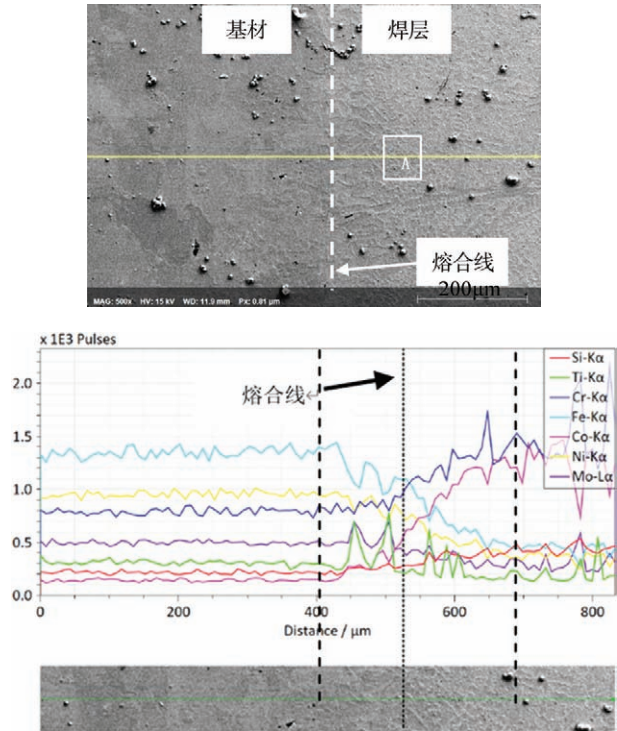 基材
焊层
A
熔合线
200μm
MAG: 500x HV: 15 kV WD: 11.9 mm Px: 0.81 μm
x 1E3 Pulses
熔合线↵
Si-Kα
Ti-Kα
Cr-Kα
Fe-Kα
Co-Kα
Ni-Kα
Mo-Lα
2.0
1.5
1.0
0.5
0.0
0 200 400 600 800
Distance / μm